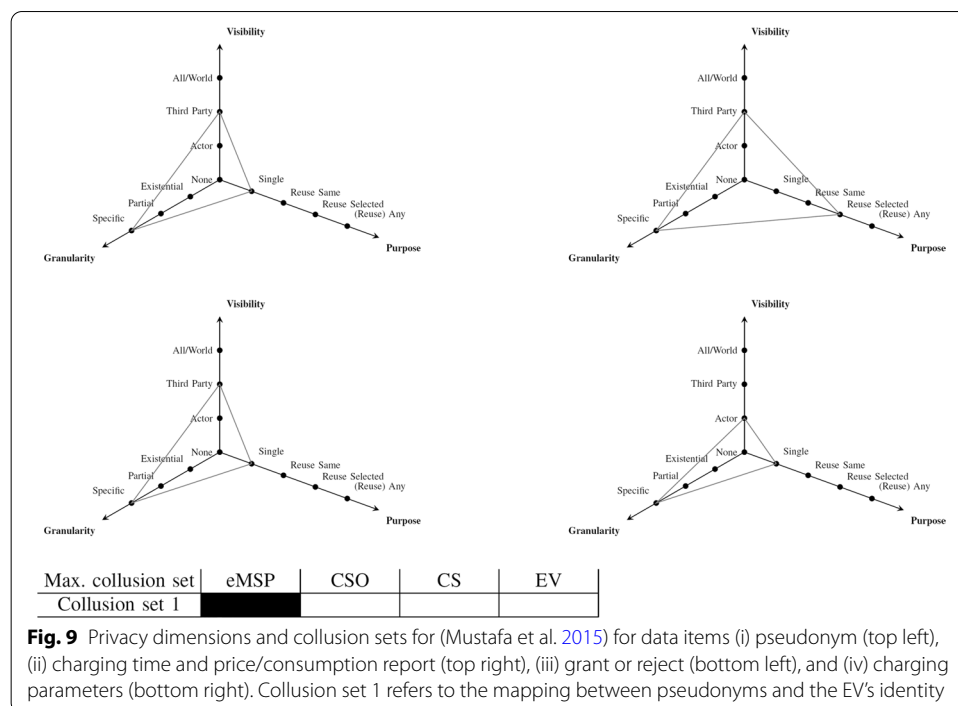 Visibility
All/World
Third Party
Actor
None
Single
Existential
Reuse Same
Partial
Reuse Selected
Specific
(Reuse) Any
Purpose
Granularity
Visibility
All/World
Third Party
Actor
None
Single
Existential
Reuse Same
Partial
Reuse Selected
Specific
(Reuse) Any
Purpose
Granularity
Visibility
All/World
Third Party
Actor
None
Single
Existential
Reuse Same
Partial
Reuse Selected
Specific
(Reuse) Any
Purpose
Granularity
Visibility
All/World
Third Party
Actor
None
Single
Existential
Reuse Same
Partial
Reuse Selected
Specific
(Reuse) Any
Purpose
Granularity
Max. collusion set eMSP CSO CS EV
Collusion set 1
Fig. 9 Privacy dimensions and collusion sets for (Mustafa et al. 2015) for data items (i) pseudonym (top left),
(ii) charging time and price/consumption report (top right), (iii) grant or reject (bottom left), and (iv) charging
parameters (bottom right). Collusion set 1 refers to the mapping between pseudonyms and the EV's identity